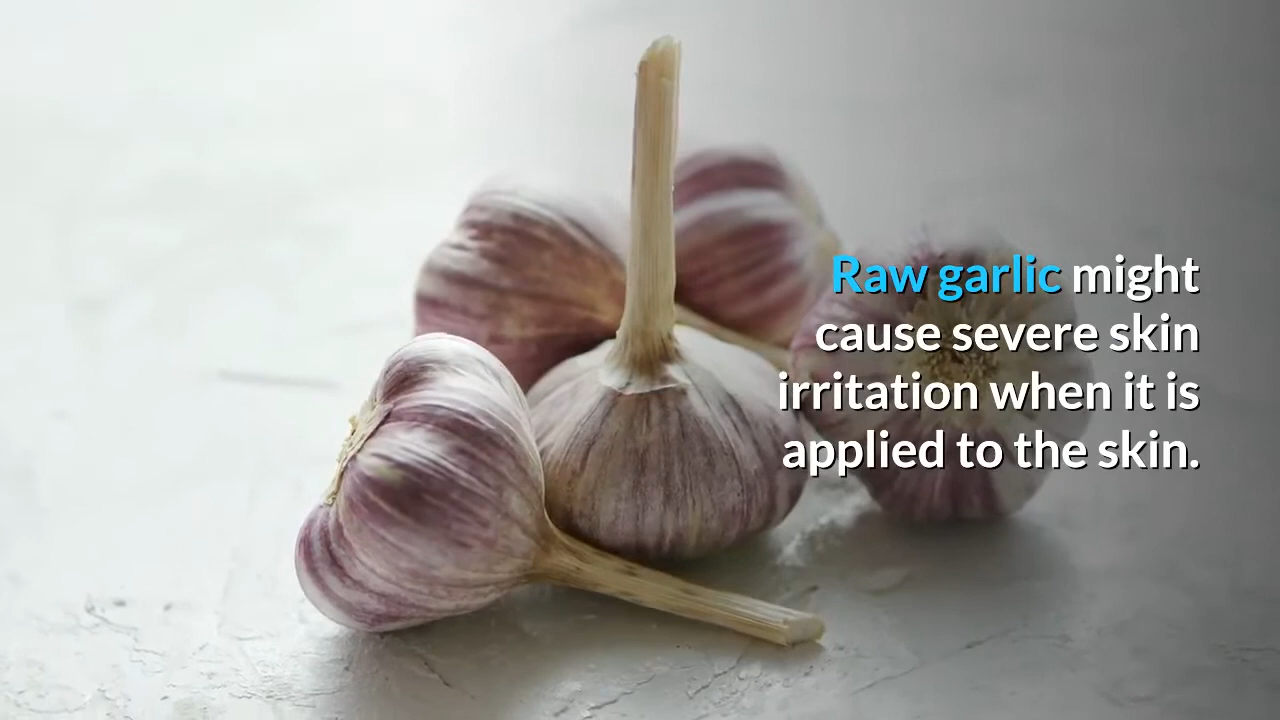 Raw garlic might
cause severe skin
irritation when it is
applied to the skin.